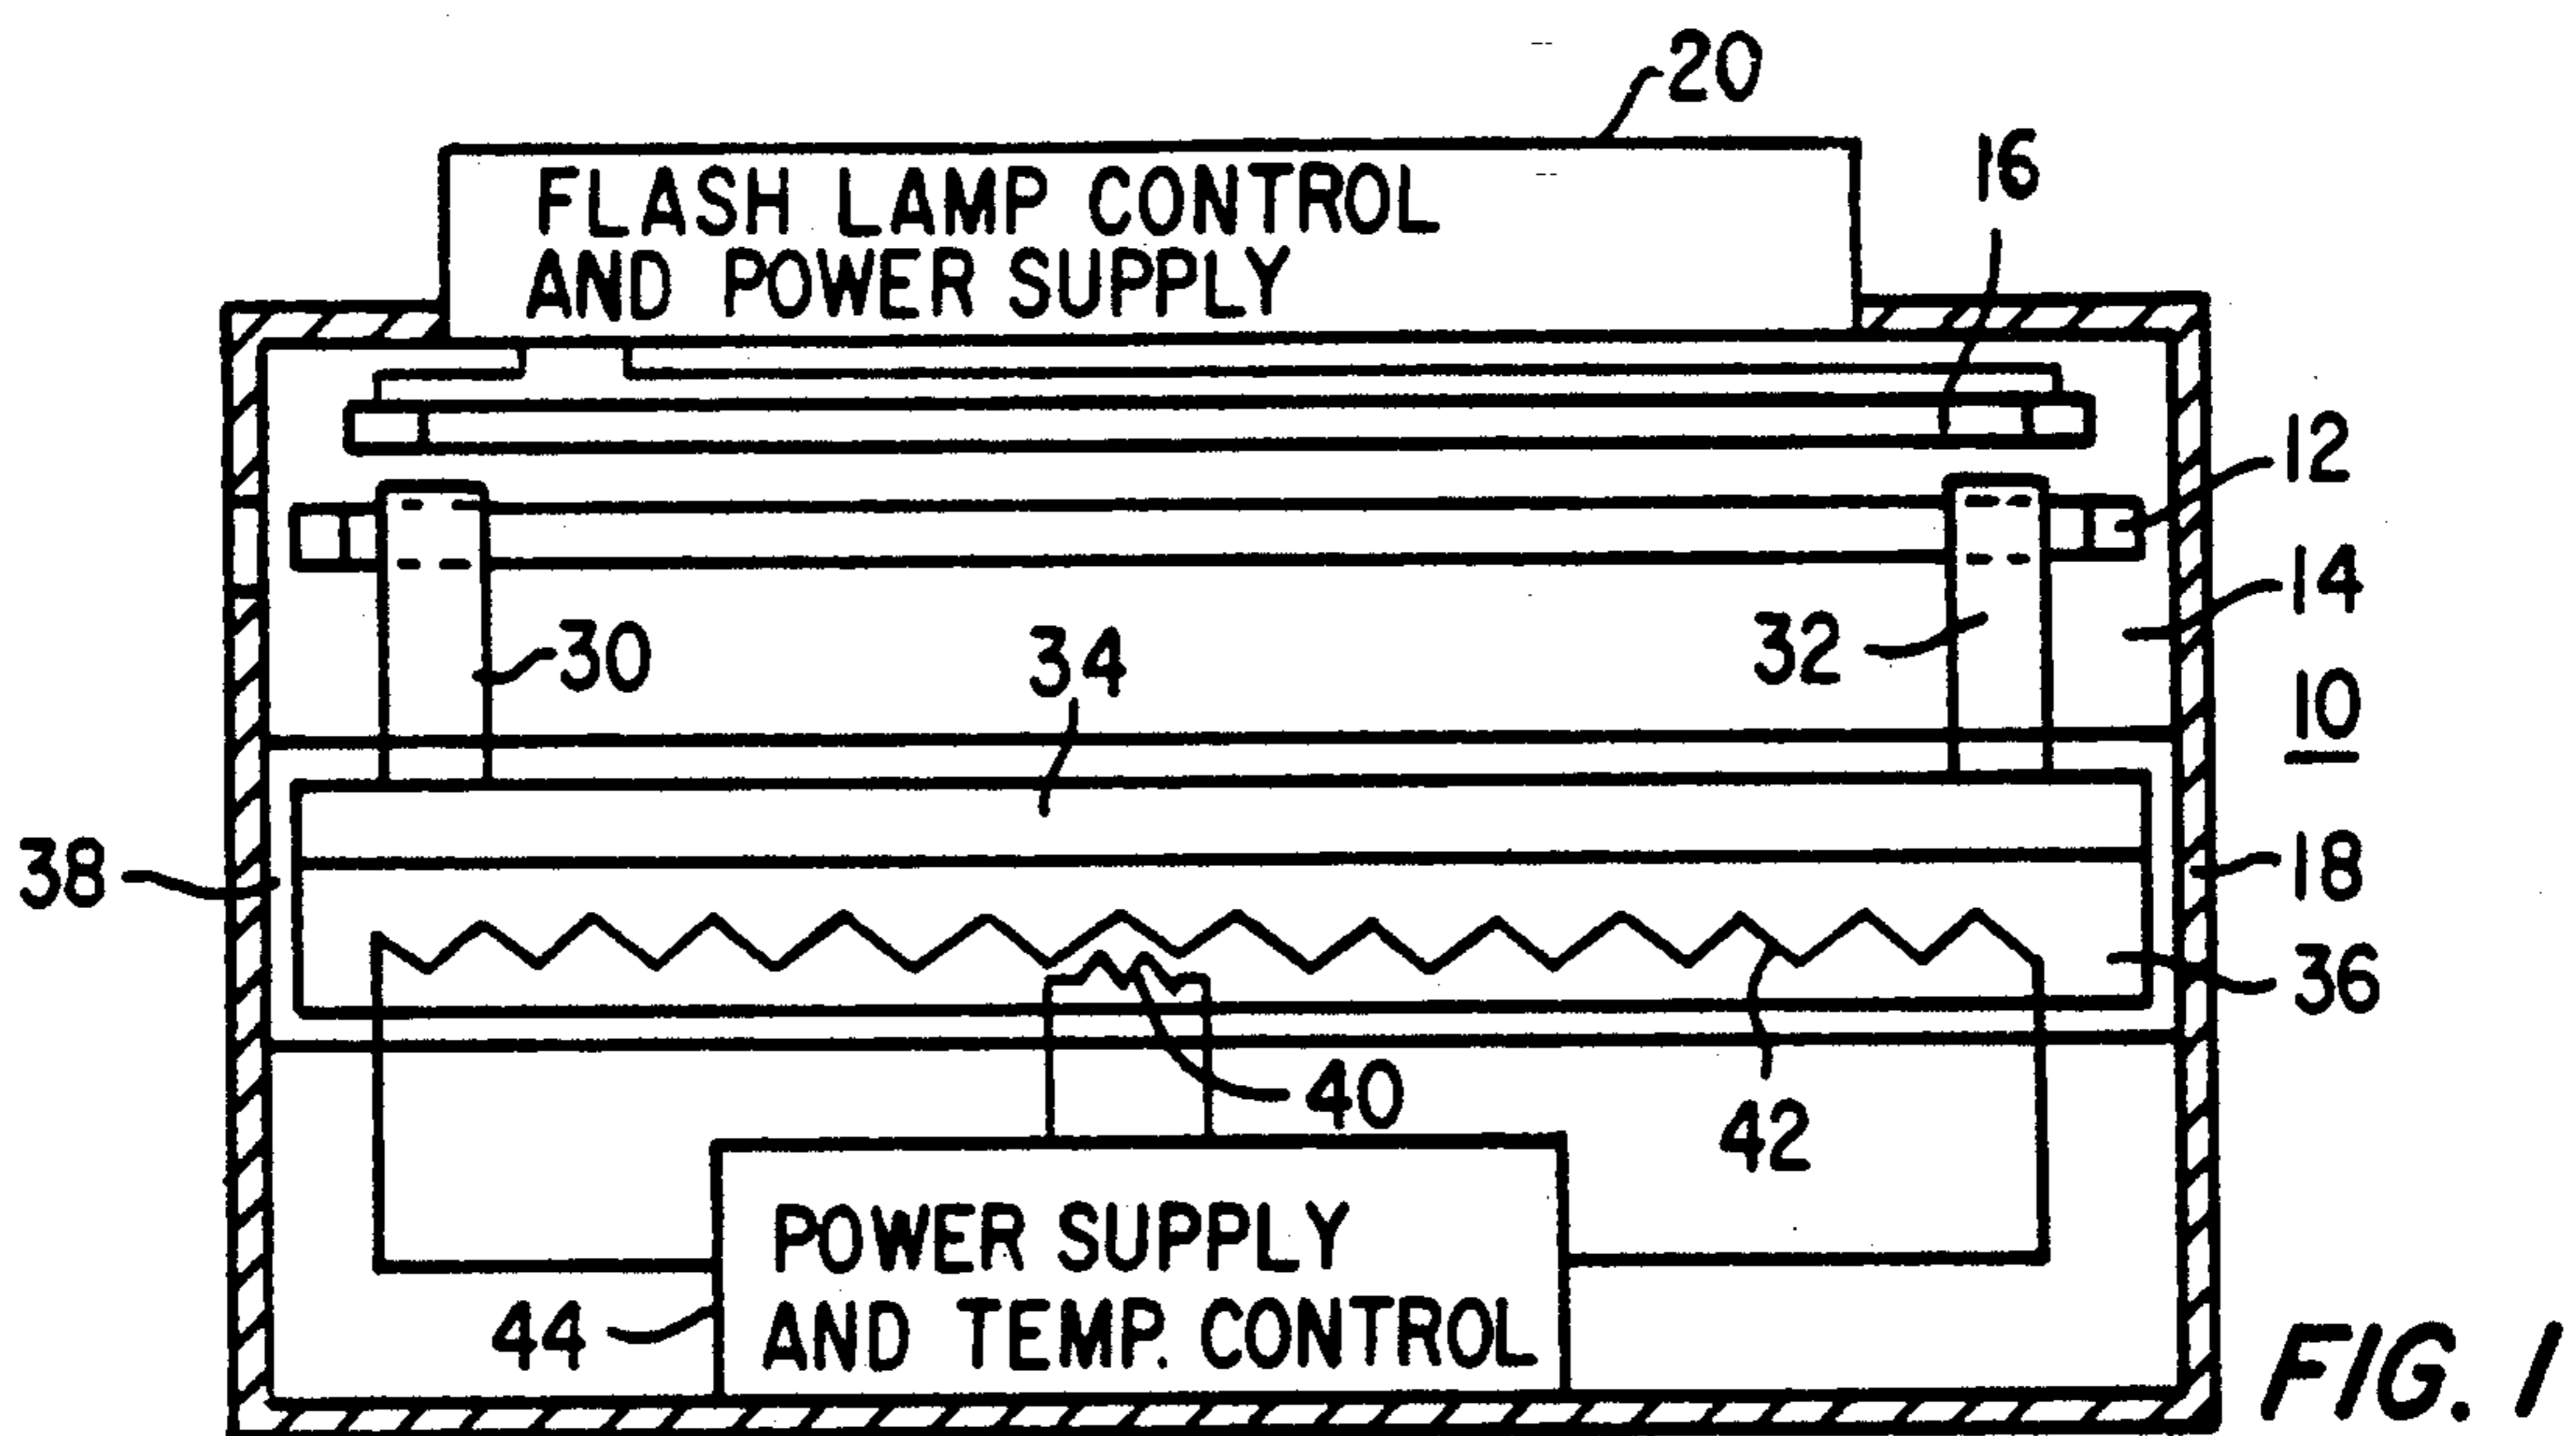 20
FLASH LAMP CONTROL
AND POWER SUPPLY
16
12
14
30
34
32
10
38
18
36
40
42
POWER SUPPLY
AND TEMP. CONTROL
44
FIG. 1